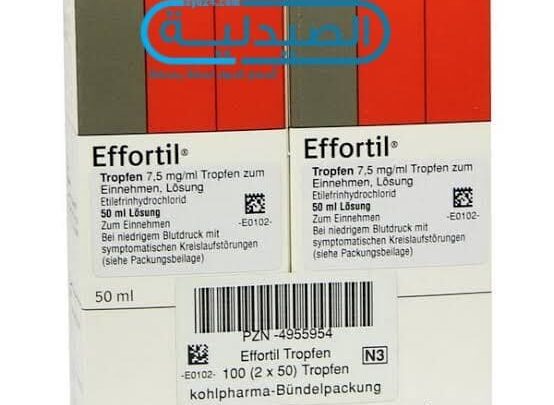 الصيدلية
Effortil®
Tropfen 7,5 mg/ml Tropfen zum
Einnehmen, Lösung
Etilefrinhydrochlorid
50 ml Lösung
Zum Einnehmen
-E0102-
Bei niedrigem Blutdruck mit
symptomatischen Kreislaufstörungen
(siehe Packungsbeilage)
50 ml
Effortil®
Tropfen 7,5 mg/ml Tropfen zum
Einnehmen, Lösung
Etilefrinhydrochlorid
50 ml Lösung
Zum Einnehmen
-E0102-
Bei niedrigem Blutdruck mit
symptomatischen Kreislaufstörungen
(siehe Packungsbeilage)
PZN -4955954
Effortil Tropfen
N3
-E0102- 100 (2 x 50) Tropfen
kohlpharma-Bündelpackung